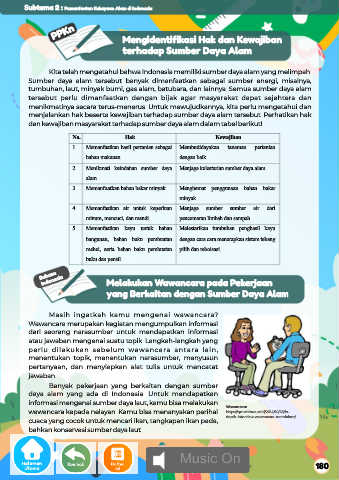 Subtema 2 : Pemanfaatan Kekayaan Alam di Indonesia
PPKn
Mengidentifikasi Hak dan Kewajiban
terhadap Sumber Daya Alam
Kita telah mengetahui bahwa Indonesia memiliki sumber daya alam yang melimpah
Sumber daya alam tersebut banyak dimanfaatkan sebagai sumber energi, misalnya,
tumbuhan, laut, minyak bumi, gas alam, batubara, dan lainnya. Semua sumber daya alam
tersebut perlu dimanfaatkan dengan bijak agar masyarakat dapat sejahtera dan
menikmatinya secara terus-menerus. Untuk mewujudkannya, kita perlu mengetahui dan
menjalankan hak beserta kewajiban terhadap sumber daya alam tersebut. Perhatikan hak
dan kewajiban masyarakat terhadap sumber daya alam dalam tabel berikut!
No. Hak Kewajiban
1 Memanfaatkan hasil pertanian sebagai Membudidayakan tanaman pertanian
bahan makanan dengan baik
2 Menikmati keindahan sumber daya Menjaga kelestarian sumber daya alam
alam
3 Memanfaatkan bahan bakar minyak Menghemat penggunaan bahan bakar
minyak
4 Memanfaatkan air untuk keperluan Menjaga sumber sumber air dari
minum, mencuci, dan mandi pencemaran limbah dan sampah
5 Memanfaatkan kayu untuk bahan Melestarikan tumbuhan penghasil kayu
bangunan, bahan baku pembuatan dengan cara cara menerapkan sistem tebang
mebel, serta bahan baku pembuatan pilih dan reboisasi
buku dan pensil
Bahasa
Indonesia
Melakukan Wawancara pada Pekerjaan
yang Berkaitan dengan Sumber Daya Alam
Masih ingatkah kamu mengenai wawancara?
Wawancara merupakan kegiatan mengumpulkan informasi
dari seorang narasumber untuk mendapatkan informasi
atau jawaban mengenai suatu topik. Langkah-langkah yang
perlu dilakukan sebelum wawancara antara lain,
menentukan topik, menentukan narasumber, menyusun
pertanyaan, dan menyiapkan alat tulis untuk mencatat
jawaban.
Banyak pekerjaan yang berkaitan dengan sumber
daya alam yang ada di Indonesia. Untuk mendapatkan
informasi mengenai sumber daya laut, kamu bisa melakukan
wawancara kepada nelayan. Kamu bisa menanyakan perihal
cuaca yang cocok untuk mencari ikan, tangkapan ikan pada,
bahkan konservasi sumber daya laut.
Wawancara
Halaman
Utama
Kembali
Music On
180